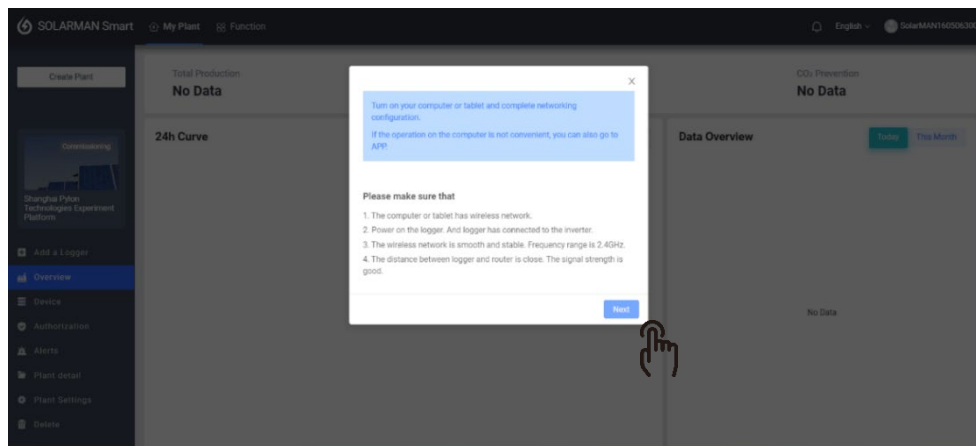 SOLARMAN Smart
My Plant
Function
English
SolarMAN160506300
Create Plant
Total Production
No Data
CO₂ Prevention
No Data
Commissioning
Shanghai Pylon
Technologies Experiment
Platform
Add a Logger
Overview
Device
Authorization
Alerts
Plant detail
Plant Settings
Delete
24h Curve
Turn on your computer or tablet and complete networking
configuration.
If the operation on the computer is not convenient, you can also go to
APP.
Please make sure that
1. The computer or tablet has wireless network.
2. Power on the logger. And logger has connected to the inverter.
3. The wireless network is smooth and stable. Frequency range is 2.4GHz.
4. The distance between logger and router is close. The signal strength is
good.
Next
Data Overview
Today
This Month
No Data